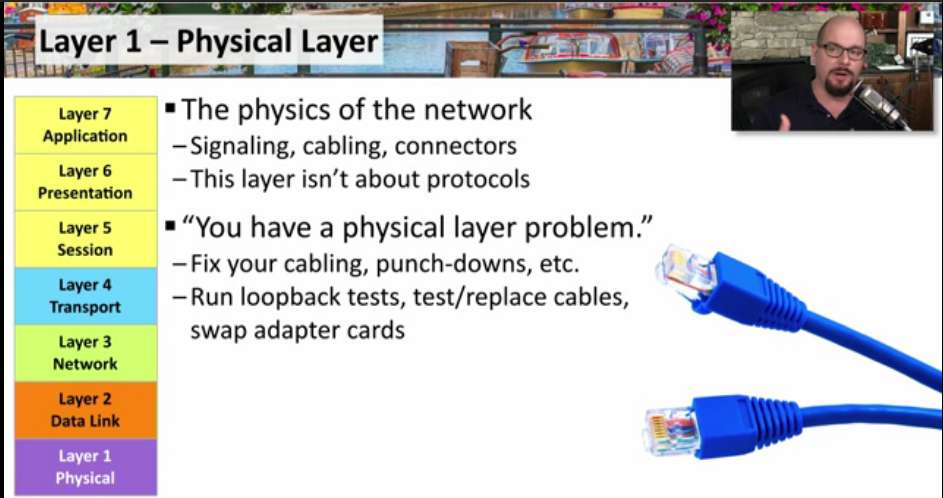 Layer 1 – Physical Layer
Layer 7
Application
Layer 6
Presentation
Layer 5
Session
Layer 4
Transport
Layer 3
Network
Layer 2
Data Link
Layer 1
Physical
▪ The physics of the network
– Signaling, cabling, connectors
– This layer isn’t about protocols
▪ “You have a physical layer problem.”
– Fix your cabling, punch-downs, etc.
– Run loopback tests, test/replace cables,
swap adapter cards